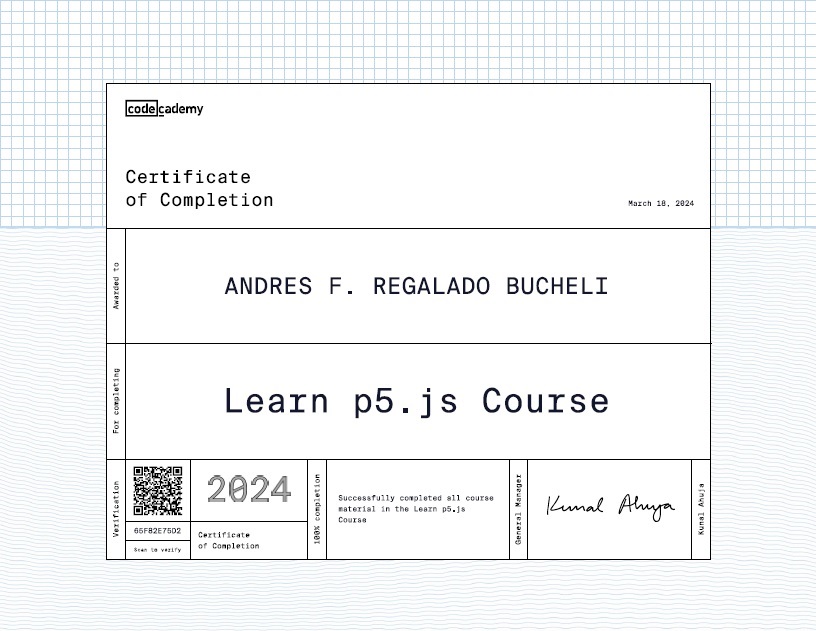 codecademy
Certificate
of Completion
March 18, 2024
Awarded to
ANDRES F. REGALADO BUCHELI
For completing
Learn p5.js Course
Verification
65F82E75D2
Scan to verify
2024
Certificate
of Completion
100% completion
Successfully completed all course
material in the Learn p5.js
Course
General Manager
Kunal Ahuja
Kunal Ahuja